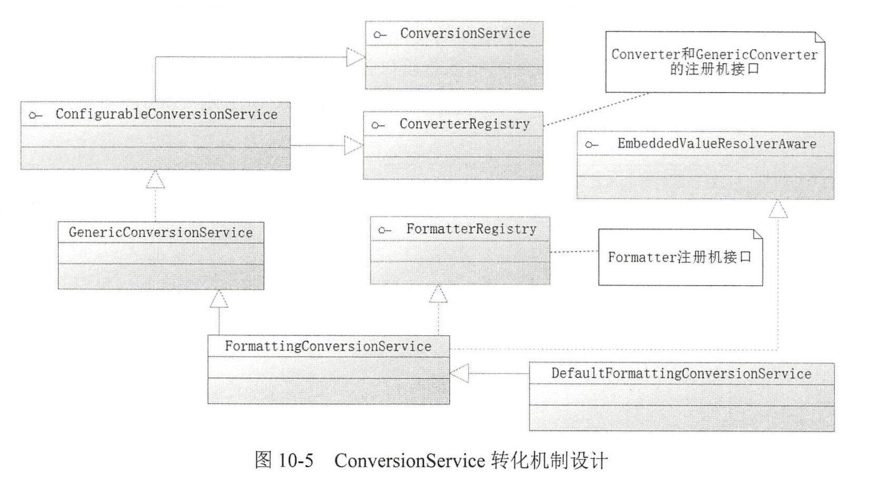 ConversionService
Converter和GenericConverter
的注册机接口
ConfigurableConversionService
ConverterRegistry
EmbeddedValueResolverAware
GenericConversionService
FormatterRegistry
Formatter注册机接口
FormattingConversionService
DefaultFormattingConversionService
图 10-5 ConversionService 转化机制设计